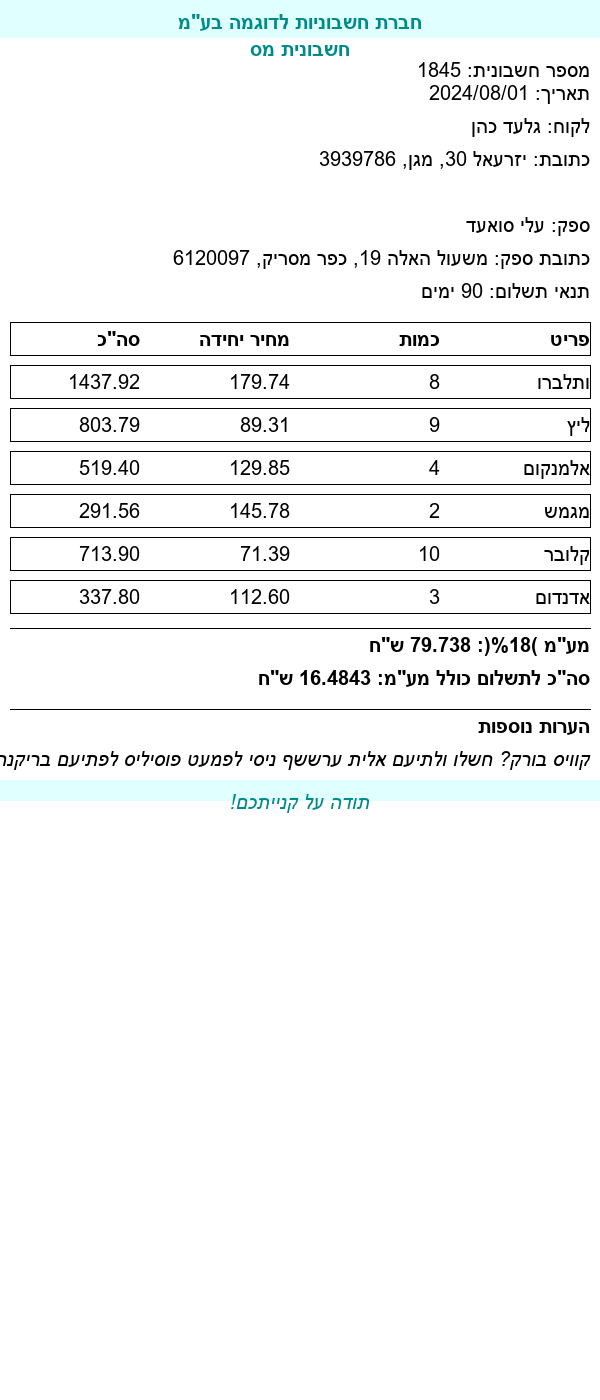 חברת חשבוניות לדוגמה בע"מ
חשבונית מס
מספר חשבונית: 1845
תאריך: 2024/08/01
לקוח: גלעד כהן
כתובת: יזרעאל 30, מגן, 3939786
ספק: עלי סואעד
כתובת ספק: משעול האלה 19, כפר מסריק, 6120097
תנאי תשלום: 90 ימים
פריט כמות מחיר יחידה סה"כ
ותלברו 8 179.74 1437.92
ליץ 9 89.31 803.79
אלמנקום 4 129.85 519.40
מגמש 2 145.78 291.56
קלובר 10 71.39 713.90
אדנדום 3 112.60 337.80
מע"מ )18%(: 79.738 ש"ח
סה"כ לתשלום כולל מע"מ: 16.4843 ש"ח
הערות נוספות
קוויס בורק? חשלו ולתיעם אלית ערששף ניסי לפמעט פוסיליס לפתיעם בריקנה
תודה על קנייתכם!